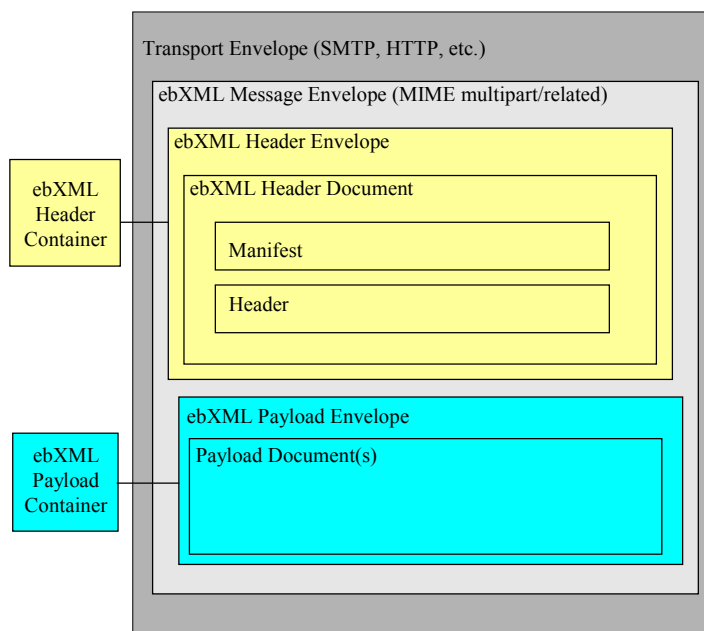 Transport Envelope (SMTP, HTTP, etc.)
ebXML Message Envelope (MIME multipart/related)
ebXML Header Envelope
ebXML Header Document
Manifest
Header
ebXML
Header
Container
ebXML Payload Envelope
Payload Document(s)
ebXML
Payload
Container